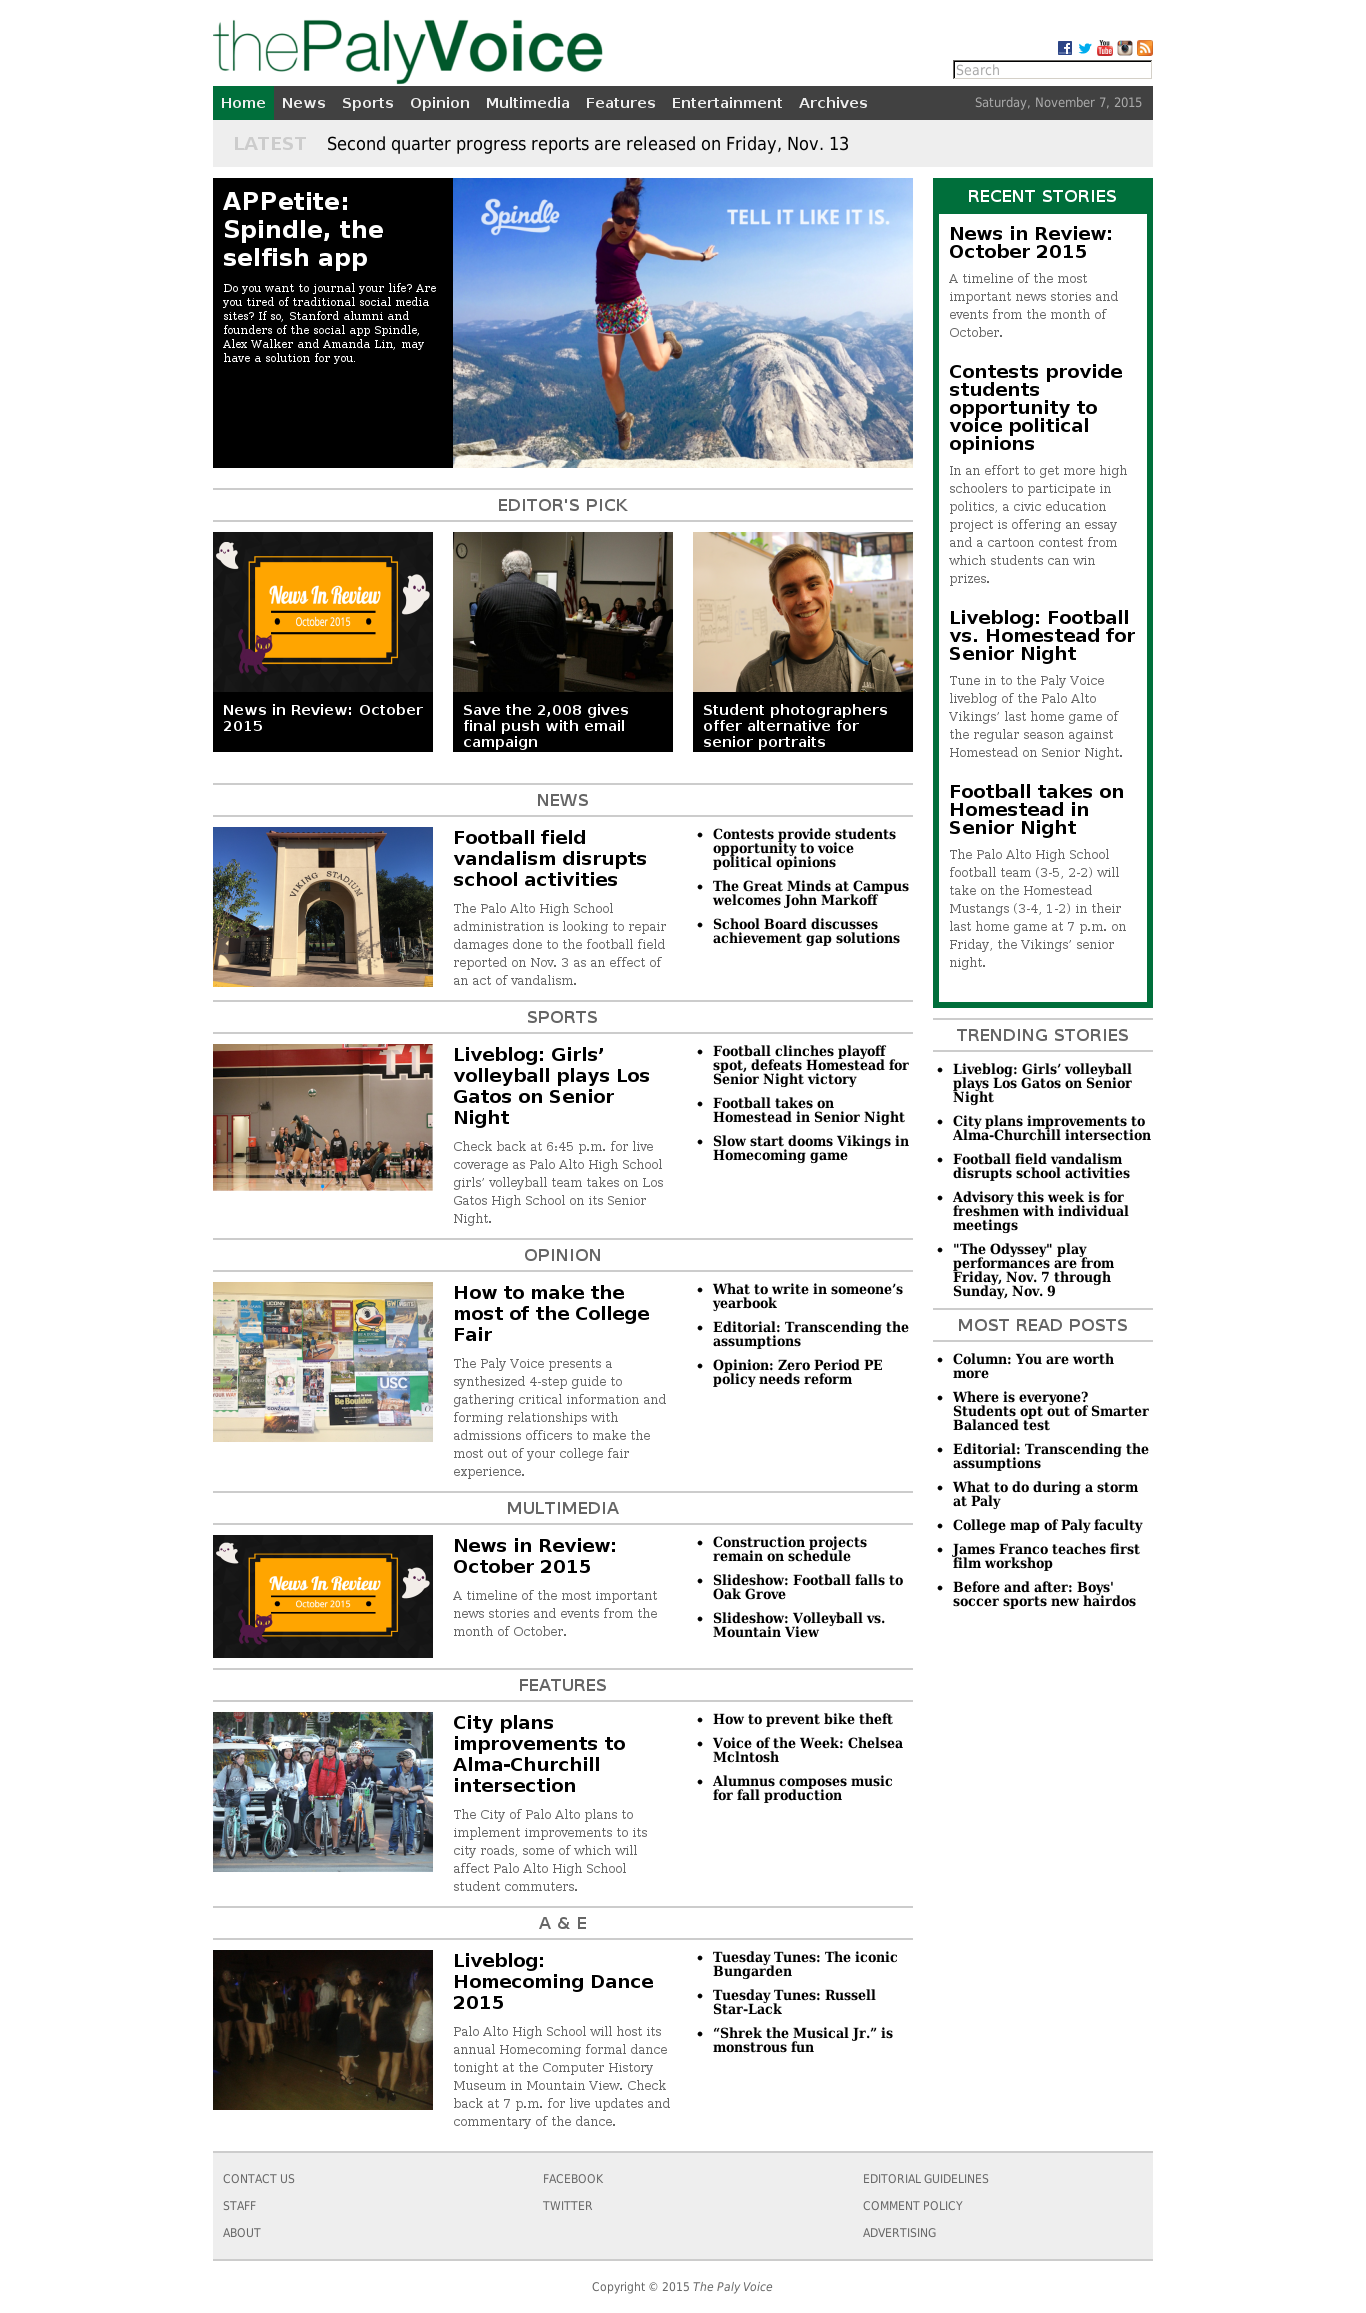 thePalyVoice
Search
Home News Sports Opinion Multimedia Features Entertainment Archives
Saturday, November 7, 2015
LATEST Second quarter progress reports are released on Friday, Nov. 13
APPetite:
Spindle, the
selfish app
Do you want to journal your life? Are
you tired of traditional social media
sites? If so, Stanford alumni and
founders of the social app Spindle,
Alex Walker and Amanda Lin, may
have a solution for you.
Spindle
TELL IT LIKE IT IS.
EDITOR'S PICK
News In Review
October 2015
News in Review: October
2015
Save the 2,008 gives
final push with email
campaign
Student photographers
offer alternative for
senior portraits
NEWS
VIKING STADIUM
Football field
vandalism disrupts
school activities
The Palo Alto High School
administration is looking to repair
damages done to the football field
reported on Nov. 3 as an effect of
an act of vandalism.
• Contests provide students
opportunity to voice
political opinions
• The Great Minds at Campus
welcomes John Markoff
• School Board discusses
achievement gap solutions
SPORTS
Liveblog: Girls’
volleyball plays Los
Gatos on Senior
Night
Check back at 6:45 p.m. for live
coverage as Palo Alto High School
girls’ volleyball team takes on Los
Gatos High School on its Senior
Night.
• Football clinches playoff
spot, defeats Homestead for
Senior Night victory
• Football takes on
Homestead in Senior Night
• Slow start dooms Vikings in
Homecoming game
OPINION
UCONN
USC
Be Boulder.
GONZAGA
YOUR WAY
How to make the
most of the College
Fair
The Paly Voice presents a
synthesized 4-step guide to
gathering critical information and
forming relationships with
admissions officers to make the
most out of your college fair
experience.
• What to write in someone’s
yearbook
• Editorial: Transcending the
assumptions
• Opinion: Zero Period PE
policy needs reform
MULTIMEDIA
News In Review
October 2015
News in Review:
October 2015
A timeline of the most important
news stories and events from the
month of October.
• Construction projects
remain on schedule
• Slideshow: Football falls to
Oak Grove
• Slideshow: Volleyball vs.
Mountain View
FEATURES
25
City plans
improvements to
Alma-Churchill
intersection
The City of Palo Alto plans to
implement improvements to its
city roads, some of which will
affect Palo Alto High School
student commuters.
• How to prevent bike theft
• Voice of the Week: Chelsea
McIntosh
• Alumnus composes music
for fall production
A & E
Liveblog:
Homecoming Dance
2015
Palo Alto High School will host its
annual Homecoming formal dance
tonight at the Computer History
Museum in Mountain View. Check
back at 7 p.m. for live updates and
commentary of the dance.
• Tuesday Tunes: The iconic
Bungarden
• Tuesday Tunes: Russell
Star-Lack
• “Shrek the Musical Jr.” is
monstrous fun
RECENT STORIES
News in Review:
October 2015
A timeline of the most
important news stories and
events from the month of
October.
Contests provide
students
opportunity to
voice political
opinions
In an effort to get more high
schoolers to participate in
politics, a civic education
project is offering an essay
and a cartoon contest from
which students can win
prizes.
Liveblog: Football
vs. Homestead for
Senior Night
Tune in to the Paly Voice
liveblog of the Palo Alto
Vikings’ last home game of
the regular season against
Homestead on Senior Night.
Football takes on
Homestead in
Senior Night
The Palo Alto High School
football team (3-5, 2-2) will
take on the Homestead
Mustangs (3-4, 1-2) in their
last home game at 7 p.m. on
Friday, the Vikings’ senior
night.
TRENDING STORIES
• Liveblog: Girls’ volleyball
plays Los Gatos on Senior
Night
• City plans improvements to
Alma-Churchill intersection
• Football field vandalism
disrupts school activities
• Advisory this week is for
freshmen with individual
meetings
• "The Odyssey" play
performances are from
Friday, Nov. 7 through
Sunday, Nov. 9
MOST READ POSTS
• Column: You are worth
more
• Where is everyone?
Students opt out of Smarter
Balanced test
• Editorial: Transcending the
assumptions
• What to do during a storm
at Paly
• College map of Paly faculty
• James Franco teaches first
film workshop
• Before and after: Boys'
soccer sports new hairdos
CONTACT US
STAFF
ABOUT
FACEBOOK
TWITTER
EDITORIAL GUIDELINES
COMMENT POLICY
ADVERTISING
Copyright © 2015 The Paly Voice